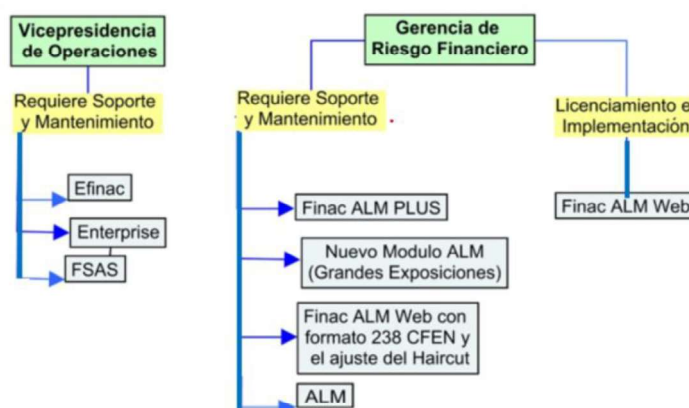 Vicepresidencia
de Operaciones
Requiere Soporte
y Mantenimiento
Efinac
Enterprise
FSAS
Gerencia de
Riesgo Financiero
Requiere Soporte
y Mantenimiento
Finac ALM PLUS
Nuevo Modulo ALM
(Grandes Exposiciones)
Finac ALM Web con
formato 238 CFEN y
el ajuste del Haircut
ALM
Licenciamiento e
Implementación
Finac ALM Web